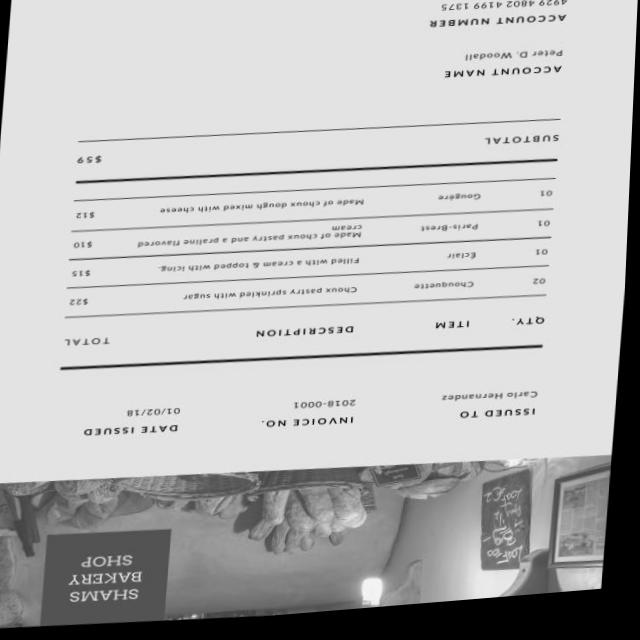 SHAMS
BAKERY
SHOP
ISSUED TO
Carlo Hernandez
INVOICE NO.
2018-0001
DATE ISSUED
01/02/18
QTY. ITEM DESCRIPTION TOTAL
02 Chouquette Choux pastry sprinkled with sugar $22
01 Éclair Filled with a cream & topped with icing. $15
01 Paris-Brest Made of choux pastry and a praline flavored $10
cream
01 Gougère Made of choux dough mixed with cheese $12
SUBTOTAL $59
ACCOUNT NAME
Peter D. Woodall
ACCOUNT NUMBER
4929 4802 4199 1375